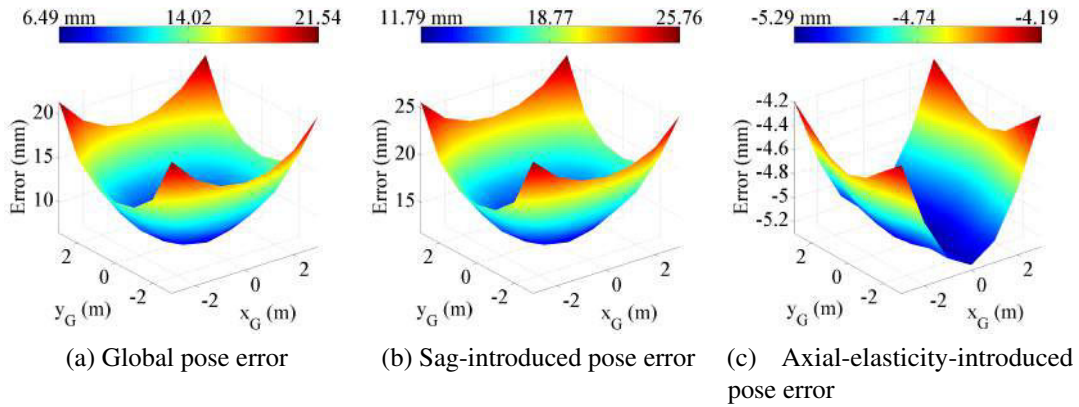 6.49 mm 14.02 21.54
20
15
10
Error (mm)
2
0
-2
y_G (m)
-2
0
2
x_G (m)
(a) Global pose error
11.79 mm 18.77 25.76
25
20
15
Error (mm)
2
0
-2
y_G (m)
-2
0
2
x_G (m)
(b) Sag-introduced pose error
-5.29 mm -4.74 -4.19
-4.2
-4.4
-4.6
-4.8
-5
-5.2
Error (mm)
2
0
-2
y_G (m)
-2
0
2
x_G (m)
(c) Axial-elasticity-introduced
pose error